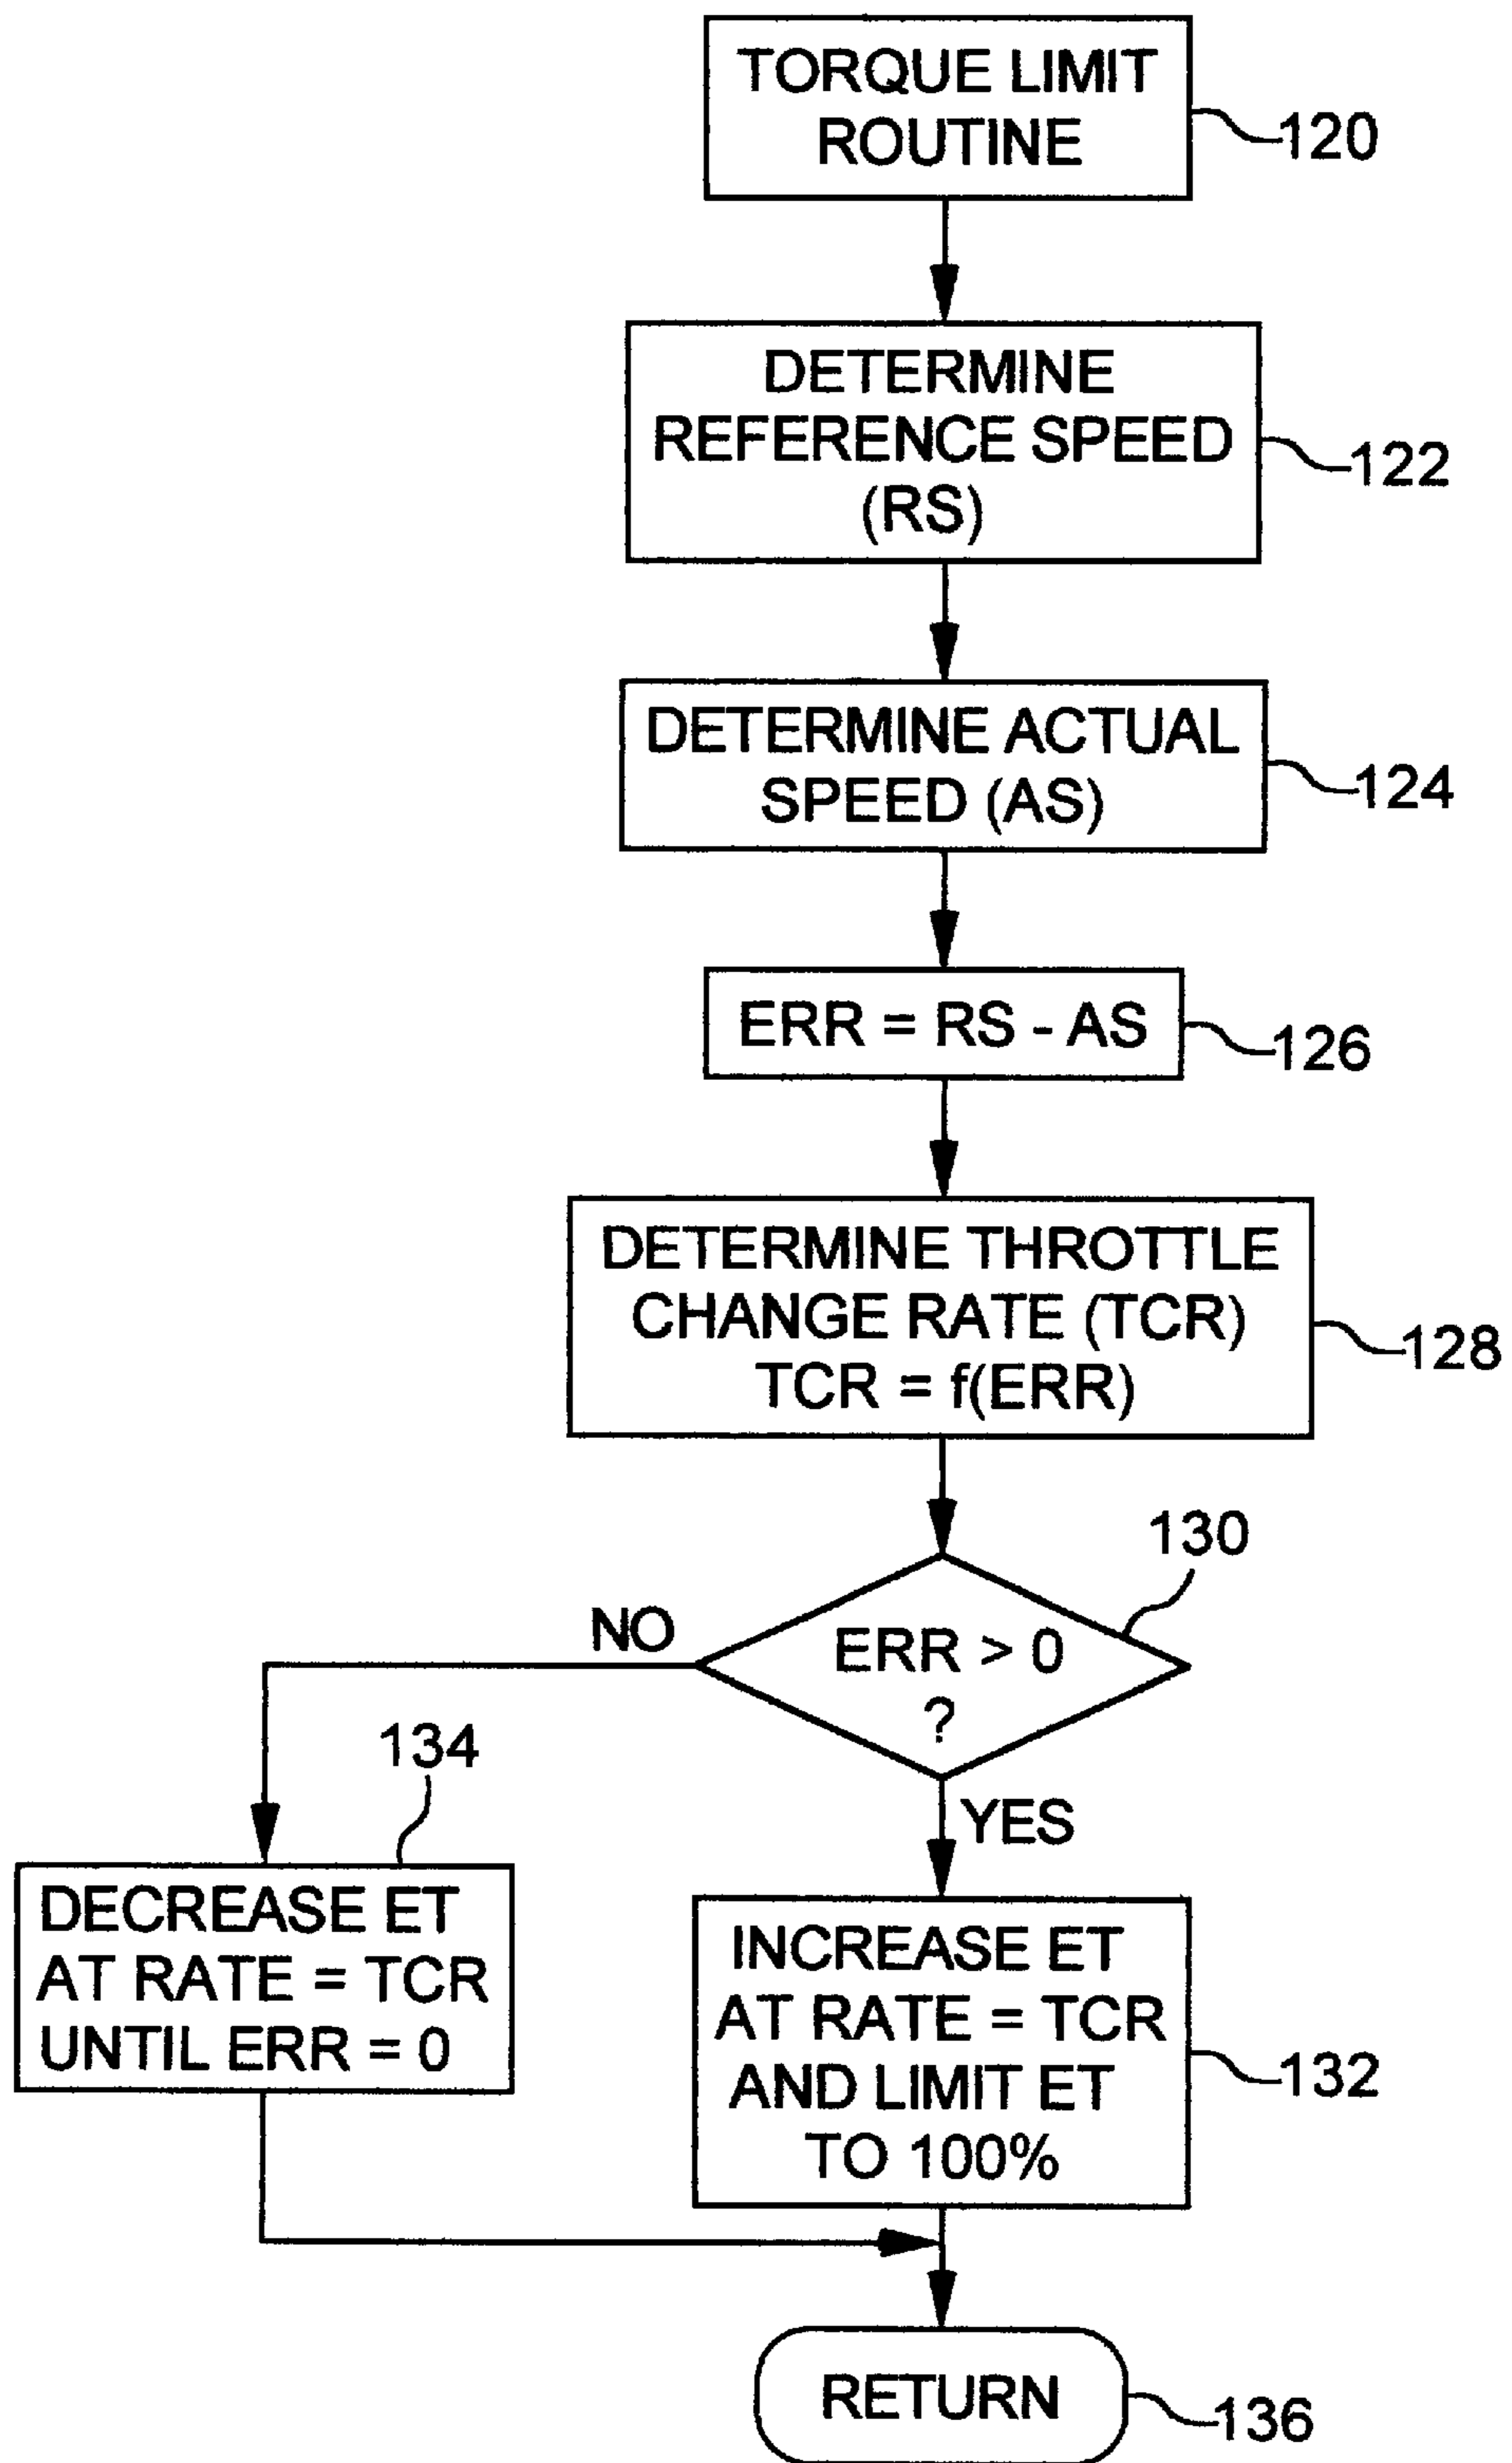 TORQUE LIMIT
ROUTINE
120
DETERMINE
REFERENCE SPEED
(RS)
122
DETERMINE ACTUAL
SPEED (AS)
124
ERR = RS - AS
126
DETERMINE THROTTLE
CHANGE RATE (TCR)
TCR = f(ERR)
128
130
ERR > 0
?
NO
YES
134
DECREASE ET
AT RATE = TCR
UNTIL ERR = 0
INCREASE ET
AT RATE = TCR
AND LIMIT ET
TO 100%
132
RETURN
136